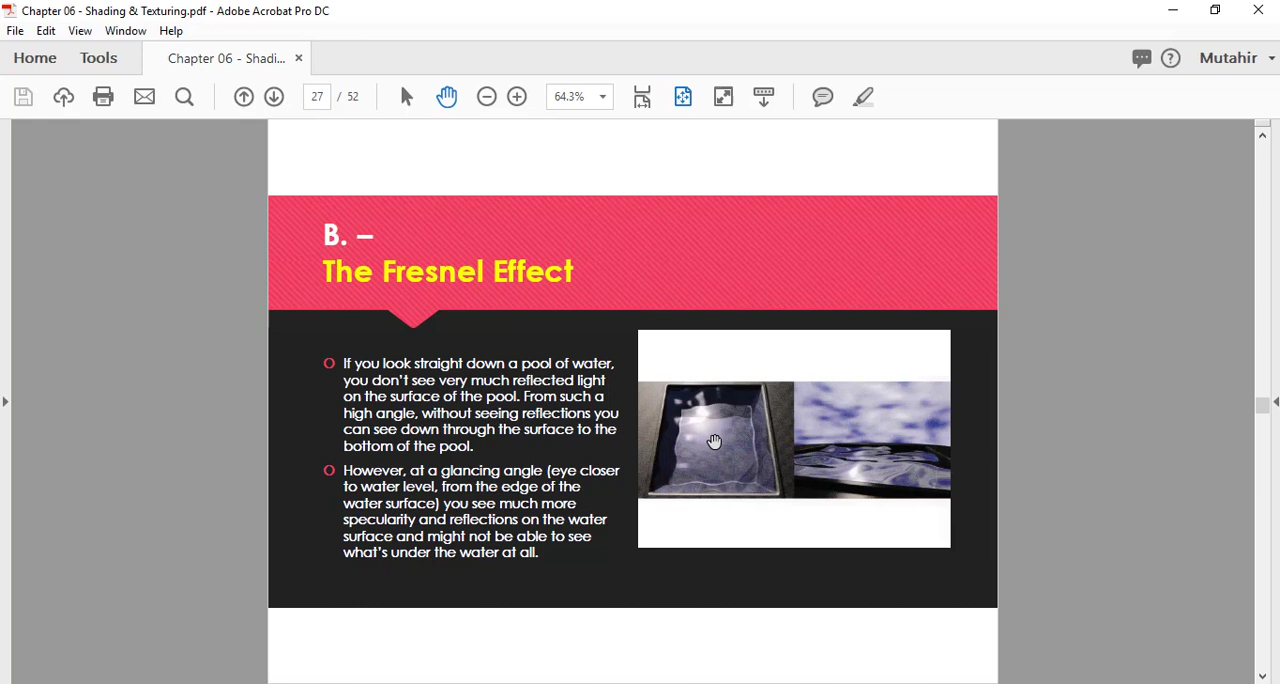 Chapter 06 - Shading & Texturing.pdf - Adobe Acrobat Pro DC
File Edit View Window Help
Home Tools Chapter 06 - Shadi... × Mutahir
27 / 52 64.3%
B. –
The Fresnel Effect
If you look straight down a pool of water,
you don't see very much reflected light
on the surface of the pool. From such a
high angle, without seeing reflections you
can see down through the surface to the
bottom of the pool.
However, at a glancing angle (eye closer
to water level, from the edge of the
water surface) you see much more
specularity and reflections on the water
surface and might not be able to see
what's under the water at all.